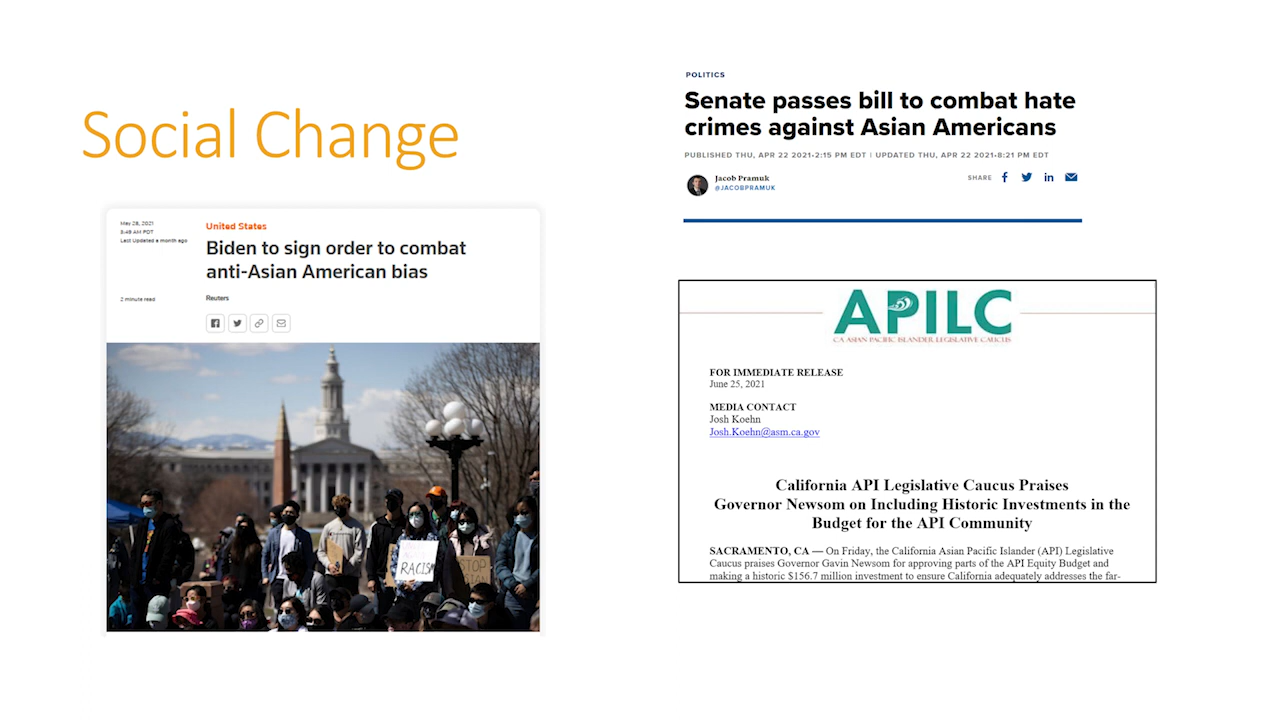 Social Change
May 28, 2021
3:49 AM PDT
Last Updated a month ago
United States
Biden to sign order to combat
anti-Asian American bias
2 minute read
Reuters
RACISM
STOP
ASIAN
POLITICS
Senate passes bill to combat hate
crimes against Asian Americans
PUBLISHED THU, APR 22 2021•2:15 PM EDT | UPDATED THU, APR 22 2021•8:21 PM EDT
Jacob Pramuk
@JACOBPRAMUK
SHARE
APILC
CA ASIAN PACIFIC ISLANDER LEGISLATIVE CAUCUS
FOR IMMEDIATE RELEASE
June 25, 2021
MEDIA CONTACT
Josh Koehn
Josh.Koehn@asm.ca.gov
California API Legislative Caucus Praises
Governor Newsom on Including Historic Investments in the
Budget for the API Community
SACRAMENTO, CA — On Friday, the California Asian Pacific Islander (API) Legislative
Caucus praises Governor Gavin Newsom for approving parts of the API Equity Budget and
making a historic $156.7 million investment to ensure California adequately addresses the far-